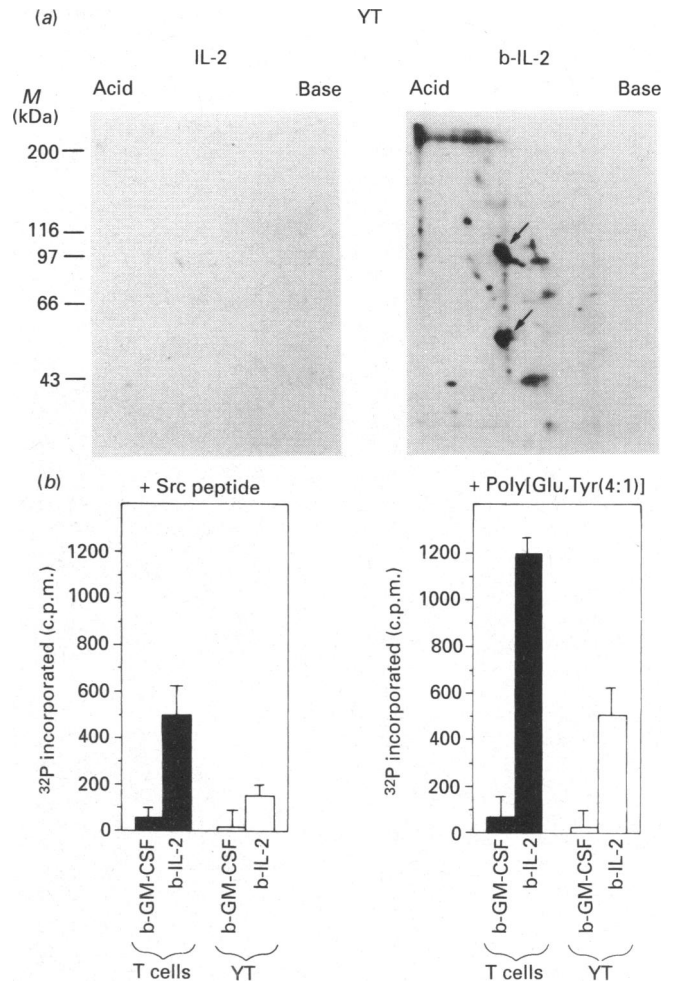 (a) YT
IL-2 b-IL-2
Acid Base Acid Base
M
(kDa)
200
116
97
66
43
(b) + Src peptide + Poly[Glu,Tyr(4:1)]
32P incorporated (c.p.m.)
1200
1000
800
600
400
200
0
b-GM-CSF
b-IL-2
b-GM-CSF
b-IL-2
T cells YT
32P incorporated (c.p.m.)
1200
1000
800
600
400
200
0
b-GM-CSF
b-IL-2
b-GM-CSF
b-IL-2
T cells YT